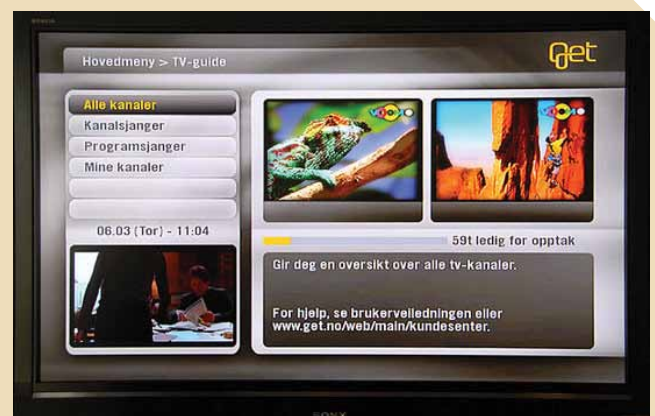 Hovedmeny > TV-guide
Get
Alle kanaler
Kanalsjanger
Programsjanger
Mine kanaler
06.03 (Tor) - 11:04
59t ledig for opptak
Gir deg en oversikt over alle tv-kanaler.
For hjelp, se brukerveiledningen eller
www.get.no/web/main/kundesenter.
SONY